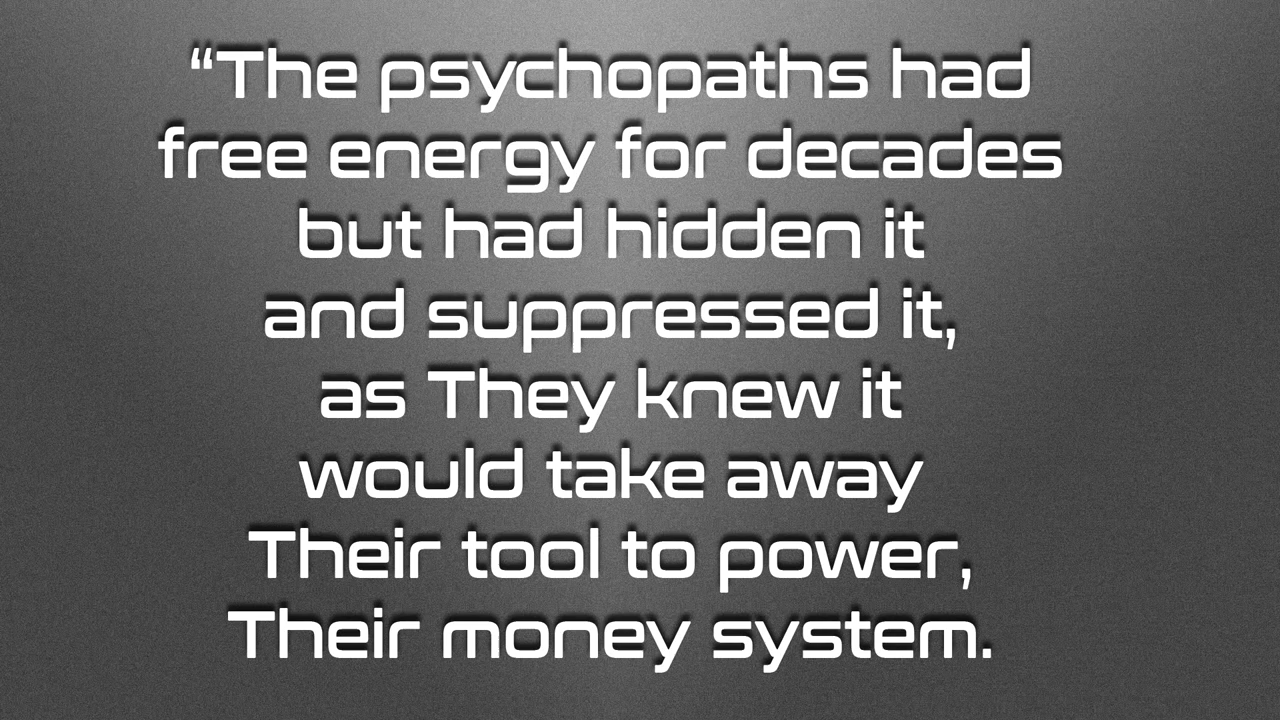 “The psychopaths had
free energy for decades
but had hidden it
and suppressed it,
as They knew it
would take away
Their tool to power,
Their money system.